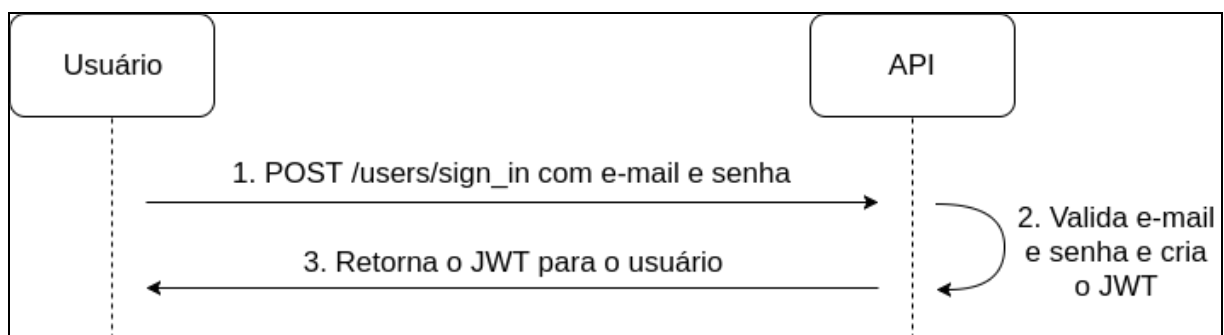 Usuário
API
1. POST /users/sign_in com e-mail e senha
2. Valida e-mail
e senha e cria
o JWT
3. Retorna o JWT para o usuário